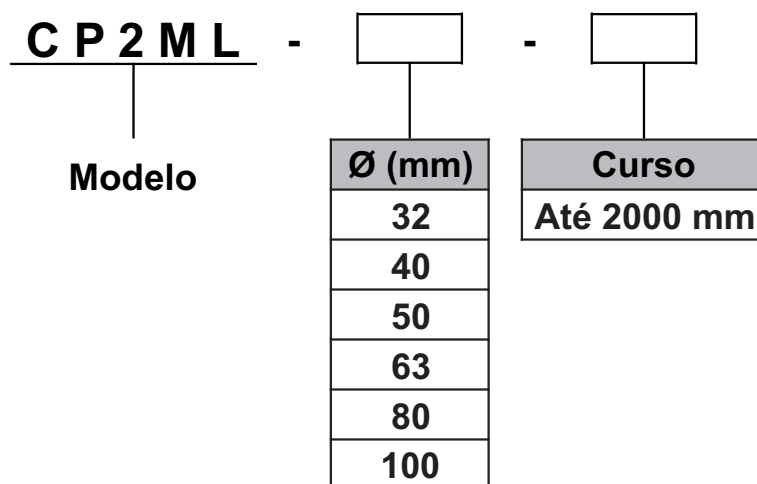 C P 2 M L - -
Modelo
Ø (mm)
32
40
50
63
80
100
Curso
Até 2000 mm